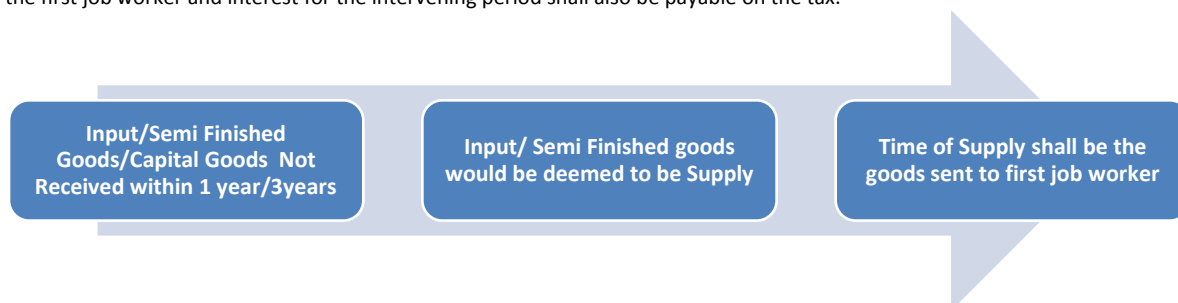 the first job worker and interest for the intervening period shall also be payable on the tax.
Input/Semi Finished
Goods/Capital Goods Not
Received within 1 year/3years
Input/ Semi Finished goods
would be deemed to be Supply
Time of Supply shall be the
goods sent to first job worker